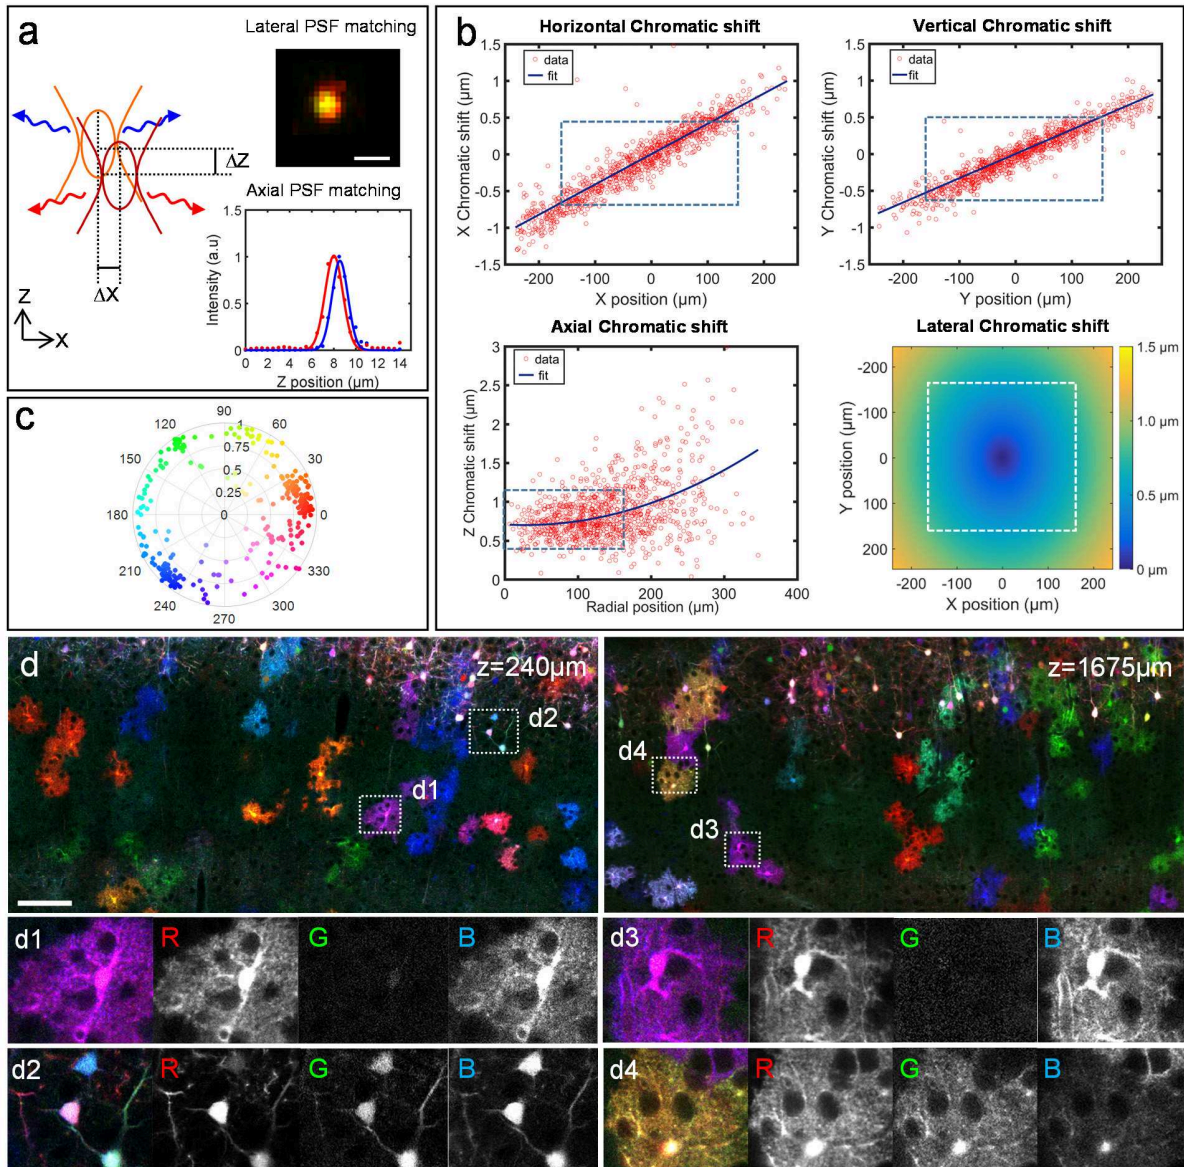 a
Lateral PSF matching
ΔZ
ΔX
Z
X
Axial PSF matching
1.5
1
0.5
0
Intensity (a.u)
0 2 4 6 8 10 12 14
Z position (µm)
b
Horizontal Chromatic shift
1.5
1
0.5
0
-0.5
-1
-1.5
X Chromatic shift (µm)
data
fit
-200 -100 0 100 200
X position (µm)
Vertical Chromatic shift
1.5
1
0.5
0
-0.5
-1
-1.5
Y Chromatic shift (µm)
data
fit
-200 -100 0 100 200
Y position (µm)
Axial Chromatic shift
3
2.5
2
1.5
1
0.5
0
Z Chromatic shift (µm)
data
fit
0 100 200 300 400
Radial position (µm)
Lateral Chromatic shift
-200
-100
0
100
200
Y position (µm)
-200 -100 0 100 200
X position (µm)
1.5 µm
1.0 µm
0.5 µm
0 µm
c
90
120 60
150 30
180 0
210 330
240 300
270
1
0.75
0.5
0.25
0
d
z=240µm
d2
d1
z=1675µm
d4
d3
d1 R G B
d3 R G B
d2 R G B
d4 R G B